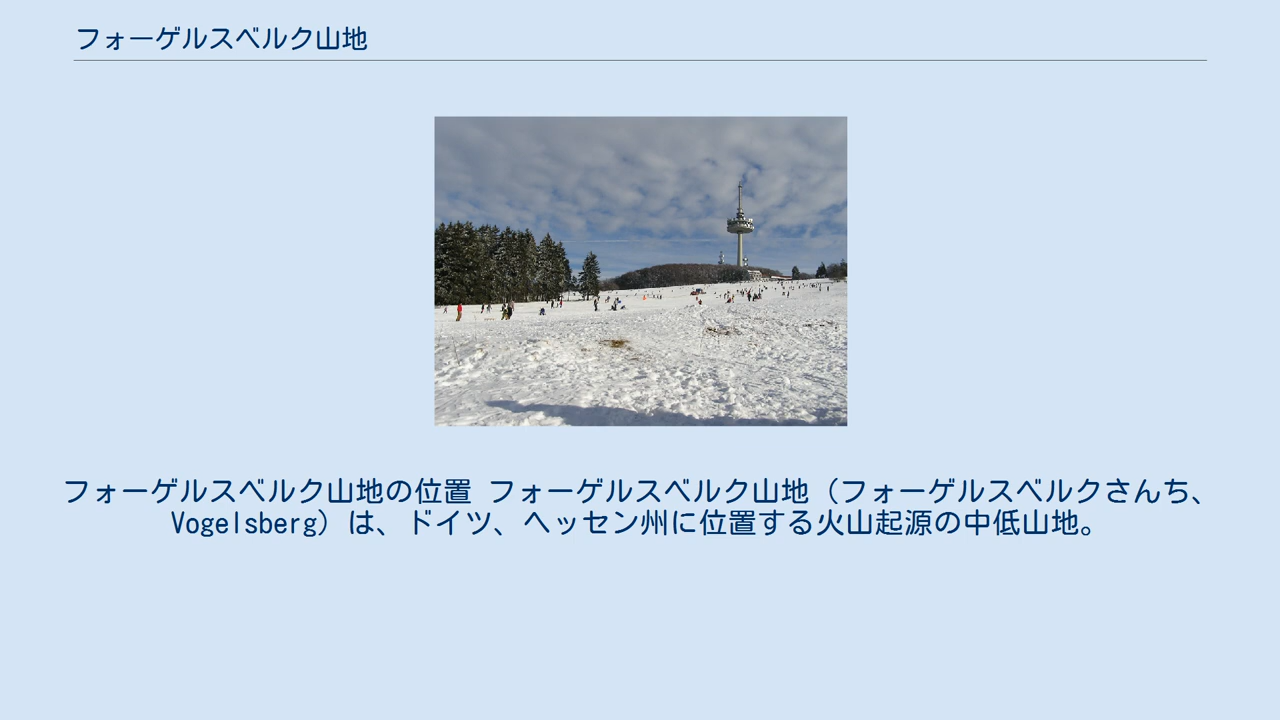 フォーゲルスベルク山地
フォーゲルスベルク山地の位置 フォーゲルスベルク山地（フォーゲルスベルクさんち、
Vogelsberg）は、ドイツ、ヘッセン州に位置する火山起源の中低山地。